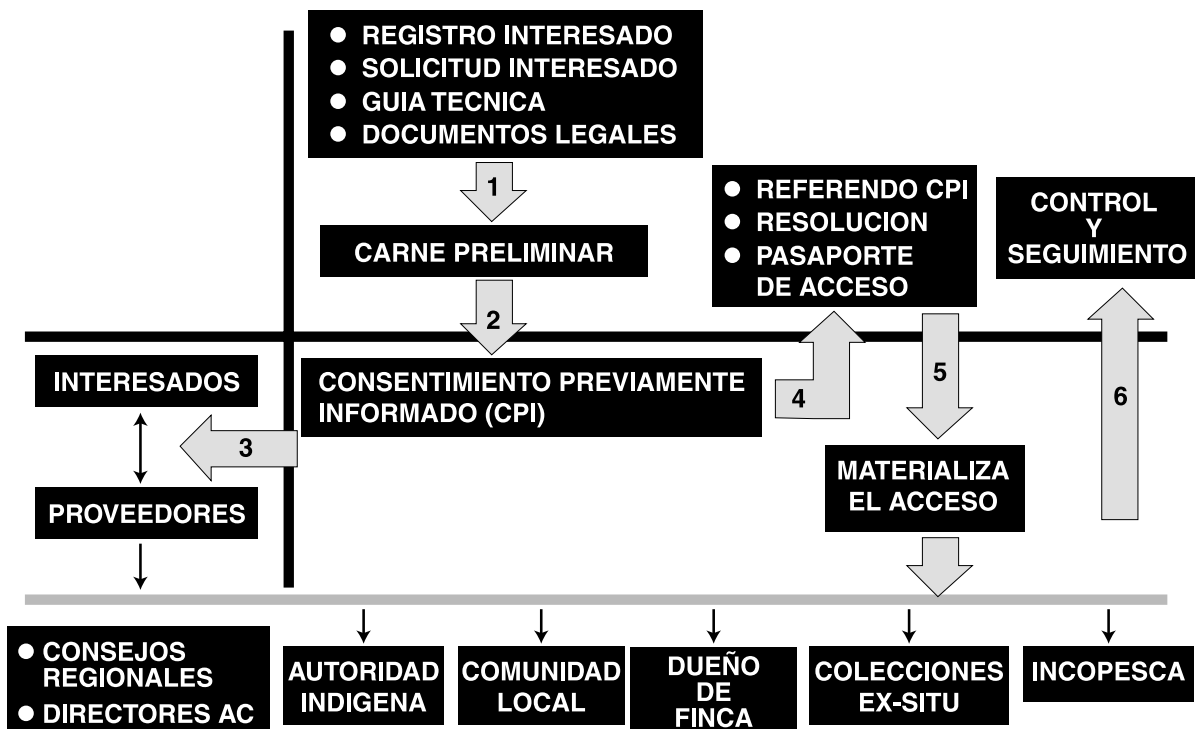 ● REGISTRO INTERESADO
● SOLICITUD INTERESADO
● GUIA TECNICA
● DOCUMENTOS LEGALES
1
CARNE PRELIMINAR
2
● REFERENDO CPI
● RESOLUCION
● PASAPORTE
DE ACCESO
CONTROL
Y
SEGUIMIENTO
INTERESADOS
CONSENTIMIENTO PREVIAMENTE
INFORMADO (CPI)
3
4
5
6
PROVEEDORES
MATERIALIZA
EL ACCESO
● CONSEJOS
REGIONALES
● DIRECTORES AC
AUTORIDAD
INDIGENA
COMUNIDAD
LOCAL
DUEÑO
DE
FINCA
COLECCIONES
EX-SITU
INCOPESCA